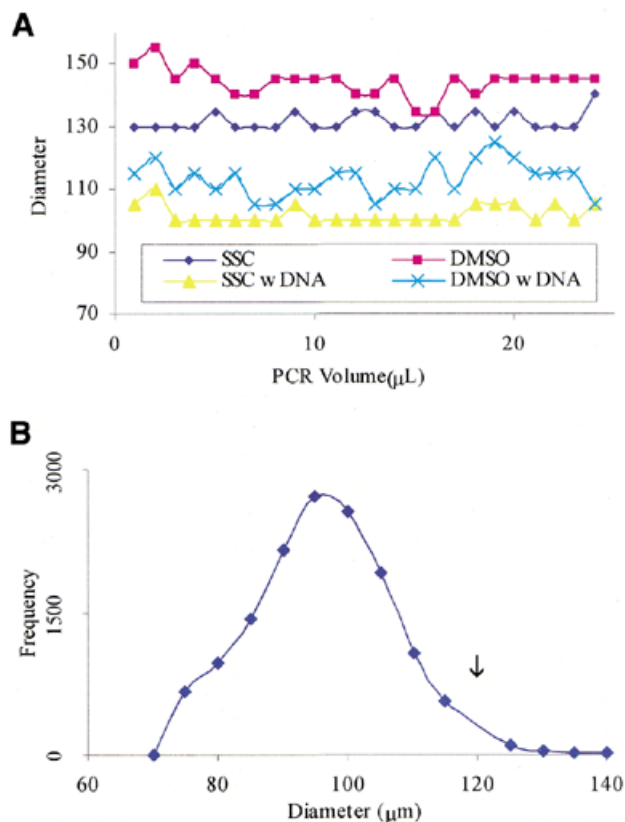 A
150
130
110
90
70
Diameter
SSC
DMSO
SSC w DNA
DMSO w DNA
0
10
20
PCR Volume(μL)
B
3000
1500
0
Frequency
60
80
100
120
140
Diameter (μm)